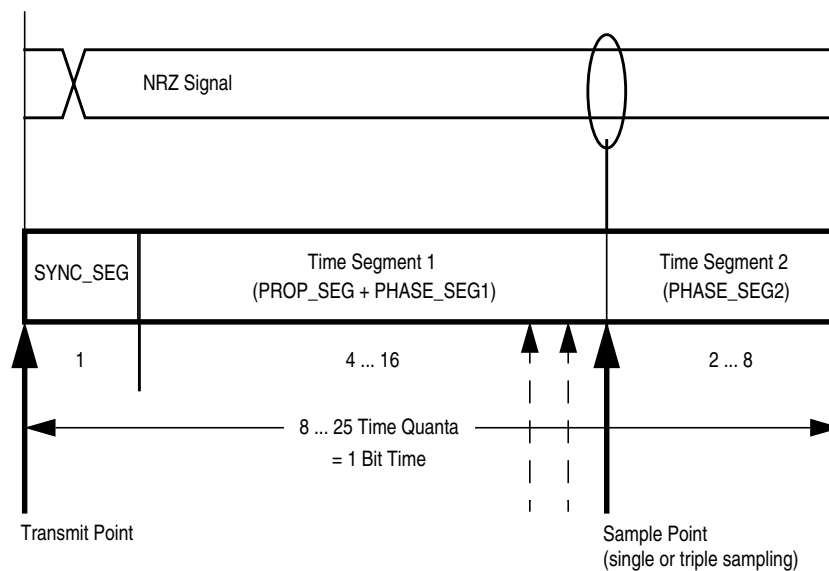 NRZ Signal
SYNC_SEG
Time Segment 1
(PROP_SEG + PHASE_SEG1)
Time Segment 2
(PHASE_SEG2)
1
4 ... 16
2 ... 8
8 ... 25 Time Quanta
= 1 Bit Time
Transmit Point
Sample Point
(single or triple sampling)